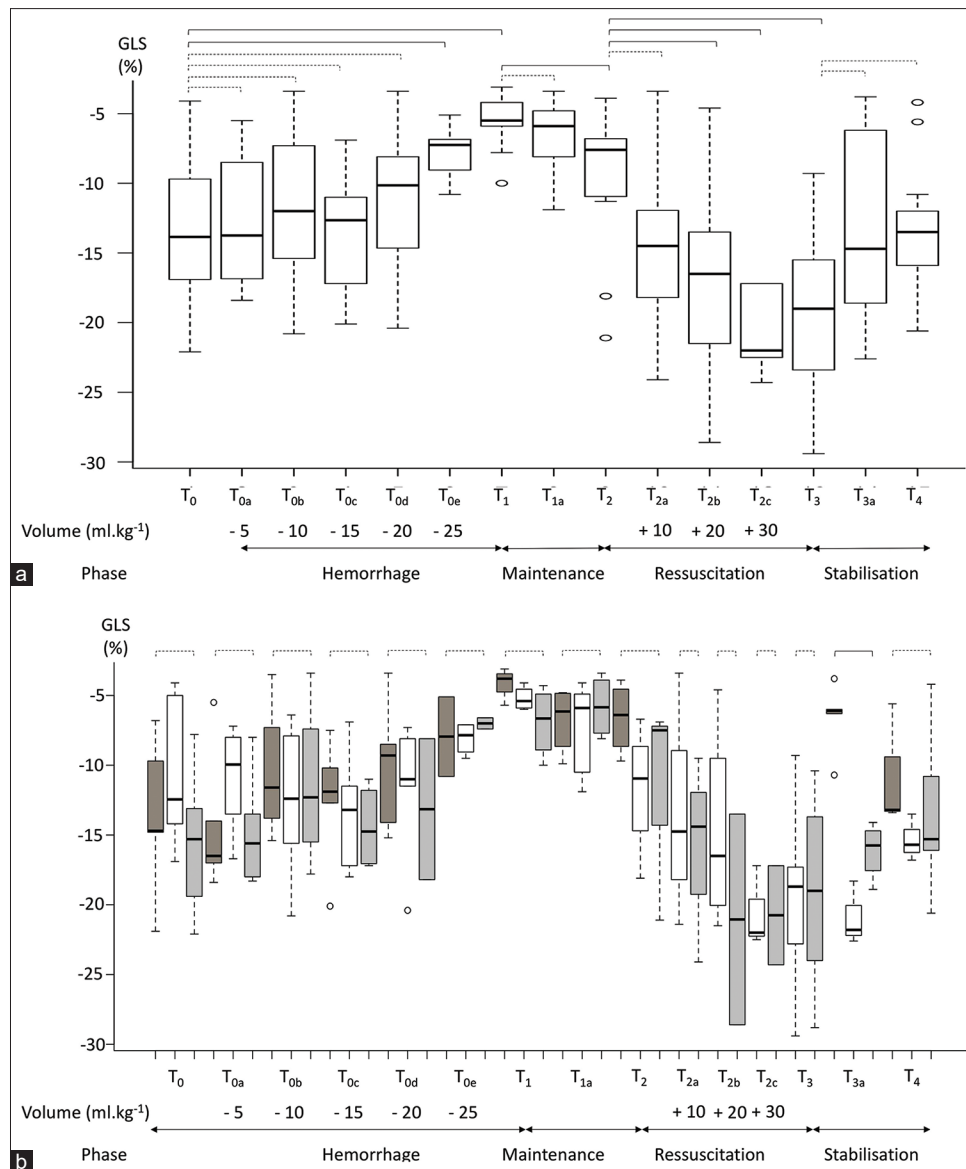 GLS
(%)
-5
-10
-15
-20
-25
-30
T0 T0a T0b T0c T0d T0e T1 T1a T2 T2a T2b T2c T3 T3a T4
Volume (ml.kg-1) - 5 - 10 - 15 - 20 - 25 + 10 + 20 + 30
a
Phase Hemorrhage Maintenance Ressuscitation Stabilisation
GLS
(%)
-5
-10
-15
-20
-25
-30
T0 T0a T0b T0c T0d T0e T1 T1a T2 T2a T2b T2c T3 T3a T4
Volume (ml.kg-1) - 5 - 10 - 15 - 20 - 25 + 10 + 20 + 30
b
Phase Hemorrhage Maintenance Ressuscitation Stabilisation